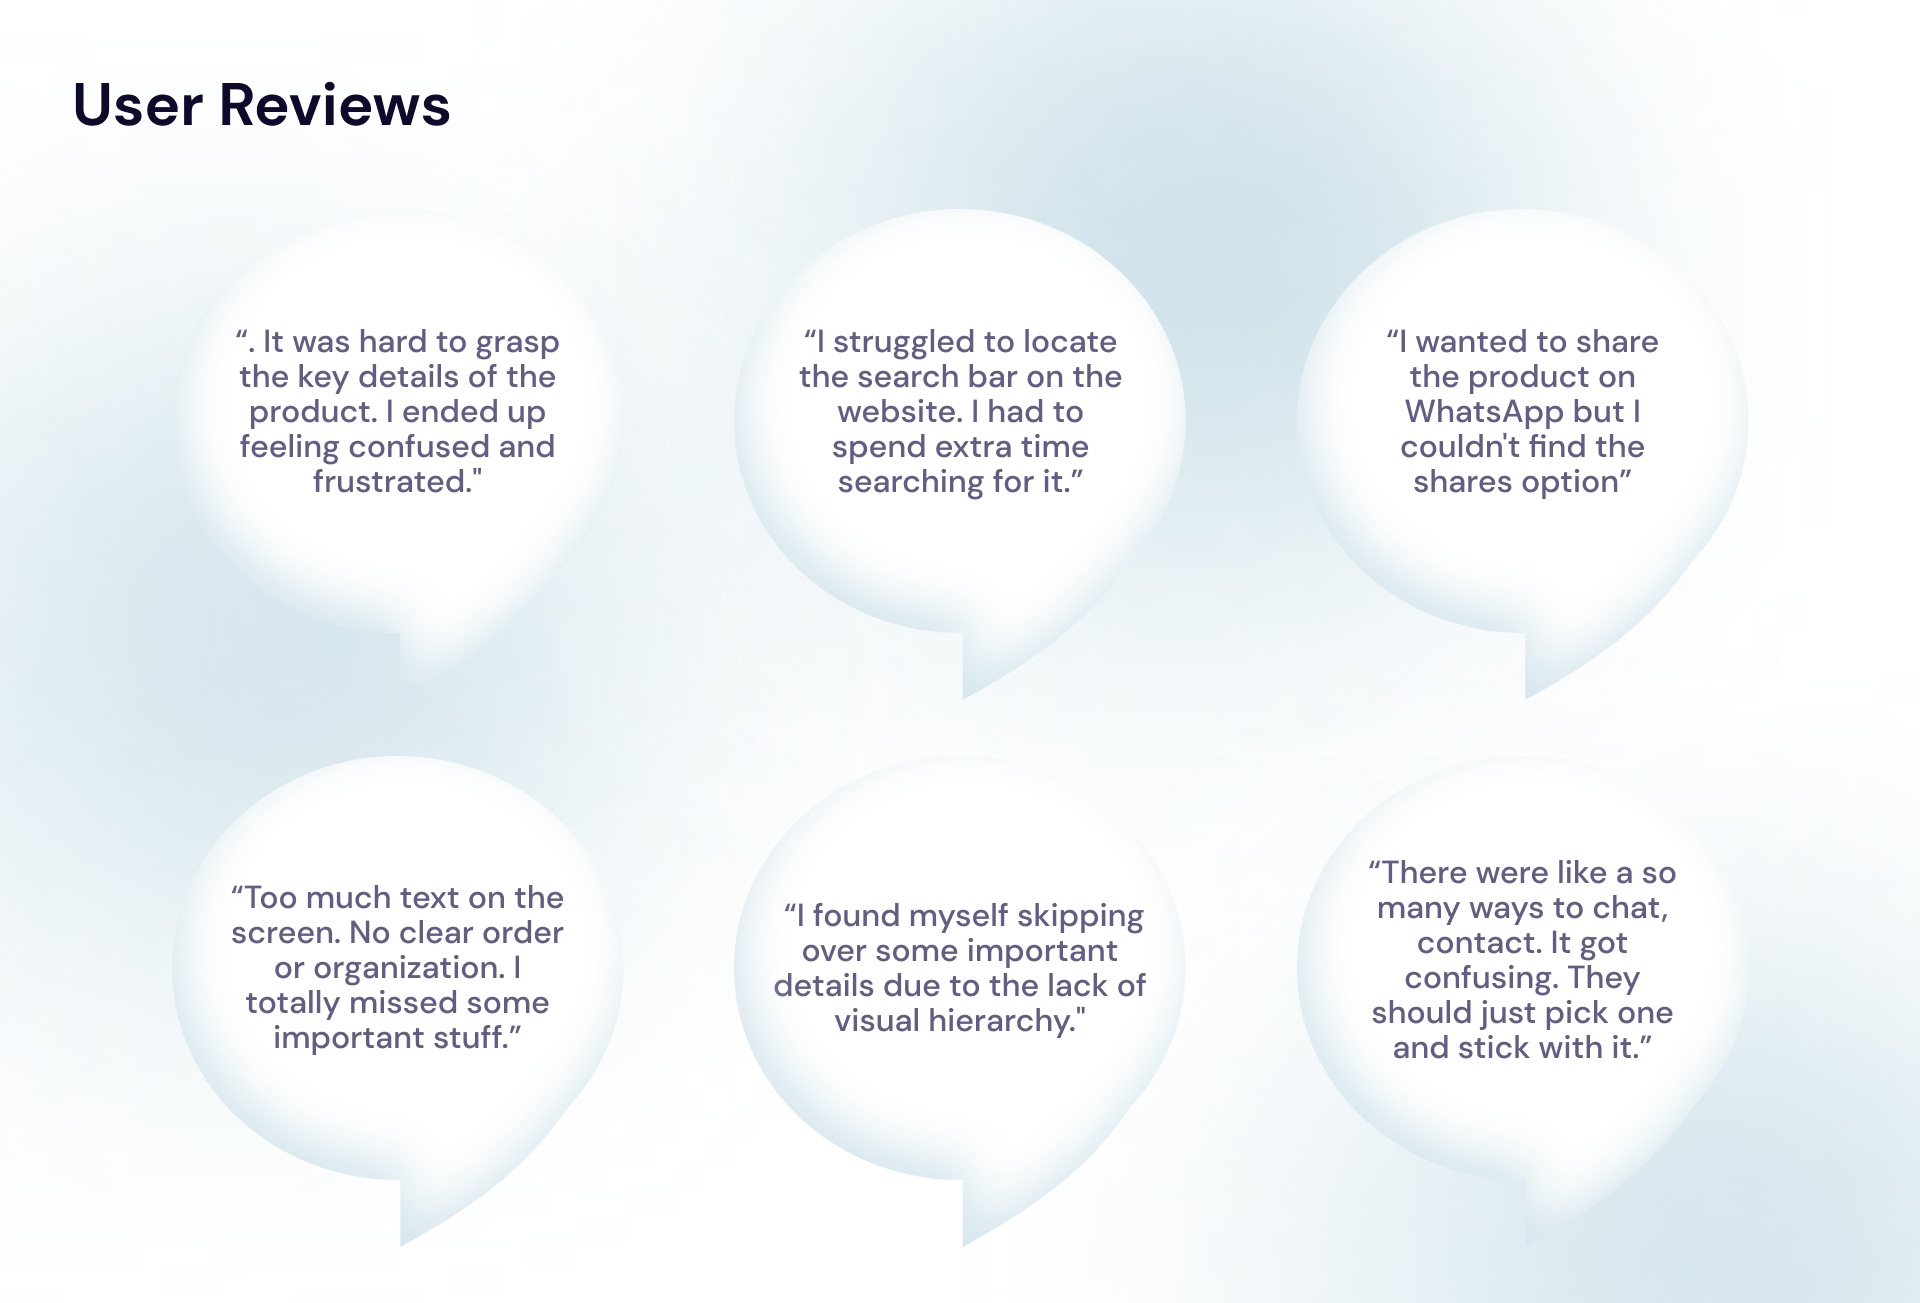 User Reviews
“. It was hard to grasp
the key details of the
product. I ended up
feeling confused and
frustrated."
“I struggled to locate
the search bar on the
website. I had to
spend extra time
searching for it.”
“I wanted to share
the product on
WhatsApp but I
couldn't find the
shares option”
“Too much text on the
screen. No clear order
or organization. I
totally missed some
important stuff.”
“I found myself skipping
over some important
details due to the lack of
visual hierarchy."
“There were like a so
many ways to chat,
contact. It got
confusing. They
should just pick one
and stick with it.”